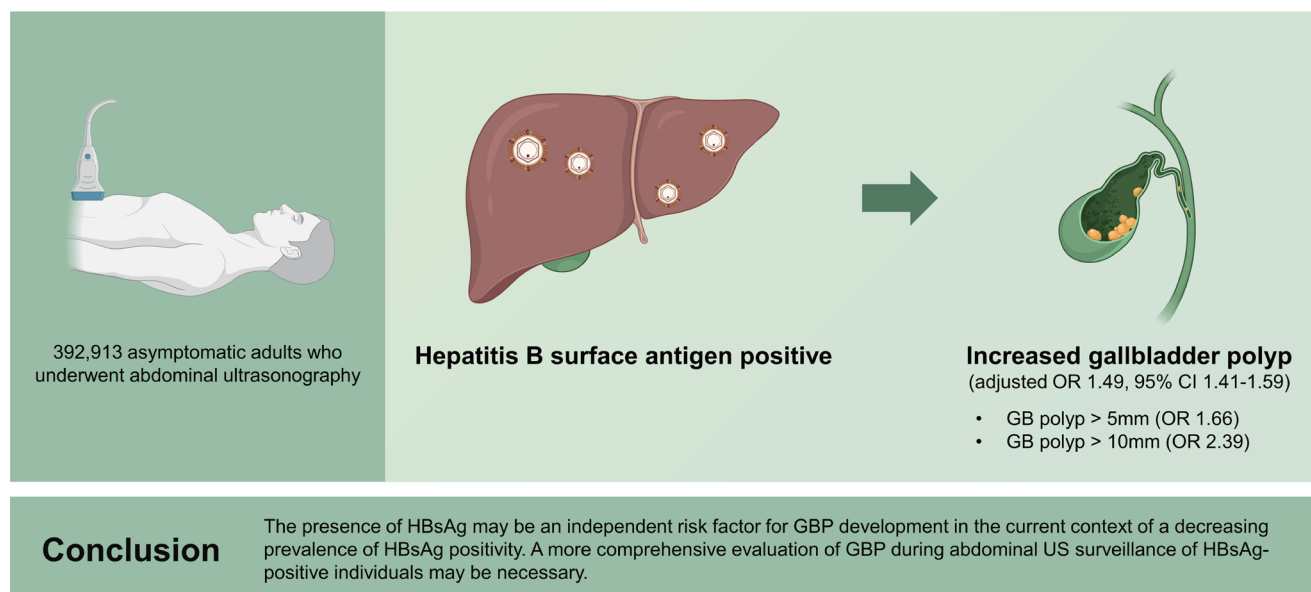 392,913 asymptomatic adults who
underwent abdominal ultrasonography
Hepatitis B surface antigen positive
Increased gallbladder polyp
(adjusted OR 1.49, 95% CI 1.41-1.59)
• GB polyp > 5mm (OR 1.66)
• GB polyp > 10mm (OR 2.39)
Conclusion
The presence of HBsAg may be an independent risk factor for GBP development in the current context of a decreasing
prevalence of HBsAg positivity. A more comprehensive evaluation of GBP during abdominal US surveillance of HBsAg-
positive individuals may be necessary.